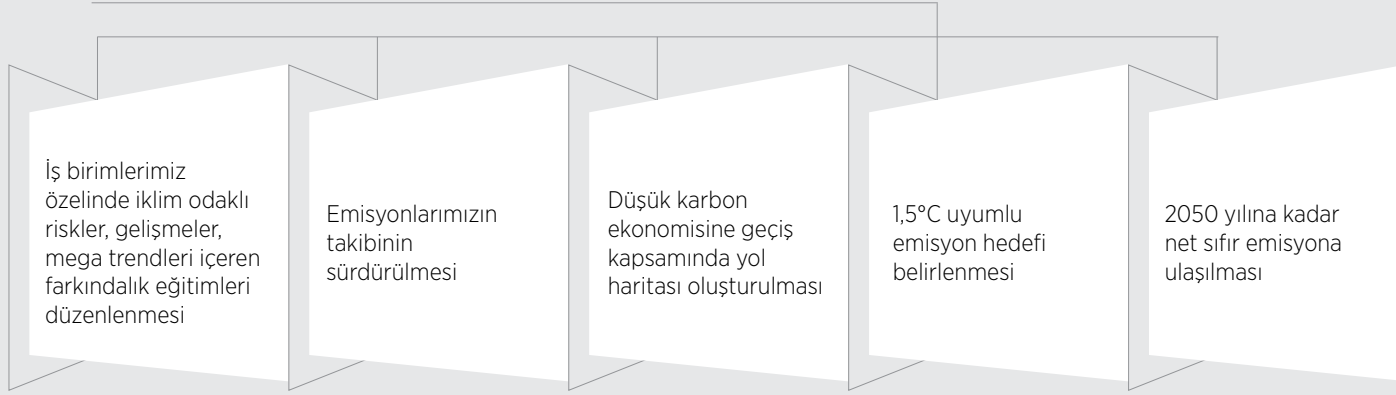 İş birimlerimiz
özelinde iklim odaklı
riskler, gelişmeler,
mega trendleri içeren
farkındalık eğitimleri
düzenlenmesi
Emisyonlarımızın
takibinin
sürdürülmesi
Düşük karbon
ekonomisine geçiş
kapsamında yol
haritası oluşturulması
1,5°C uyumlu
emisyon hedefi
belirlenmesi
2050 yılına kadar
net sıfır emisyona
ulaşılması